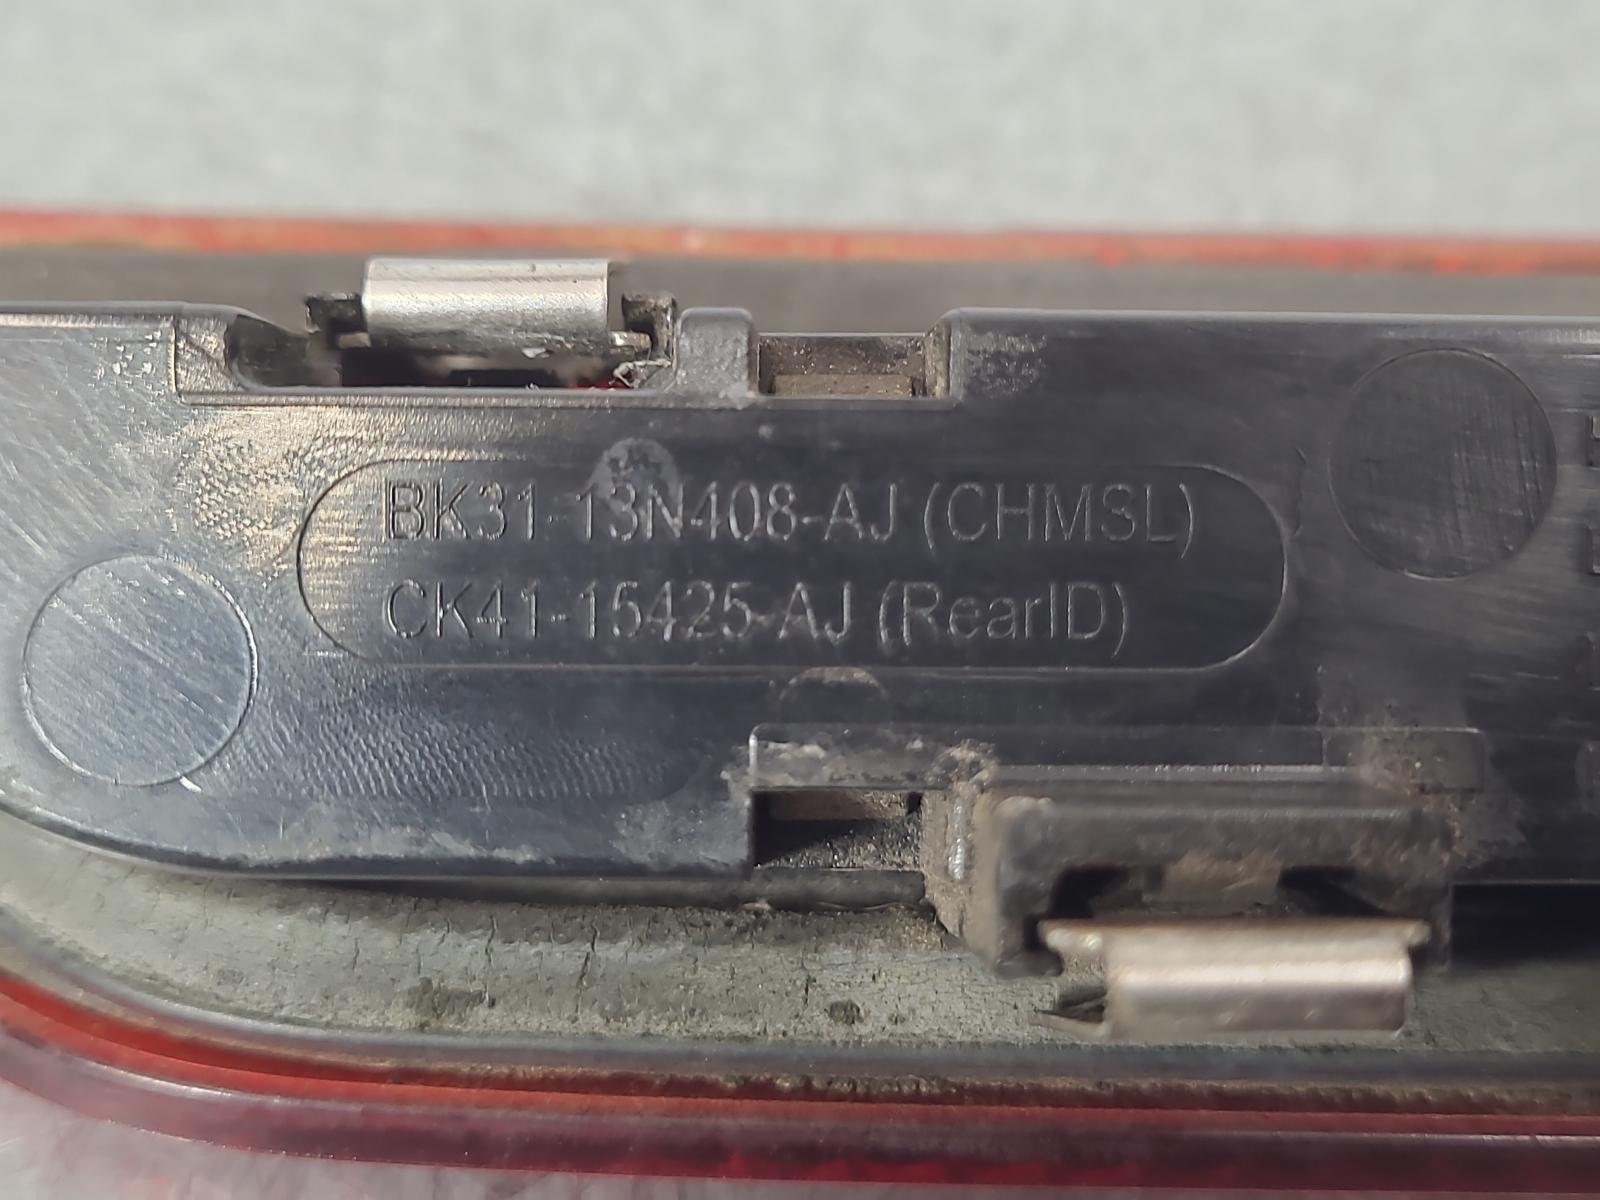 BK31-13N408-AJ (CHMSL)
CK41-15425-AJ (RearID)